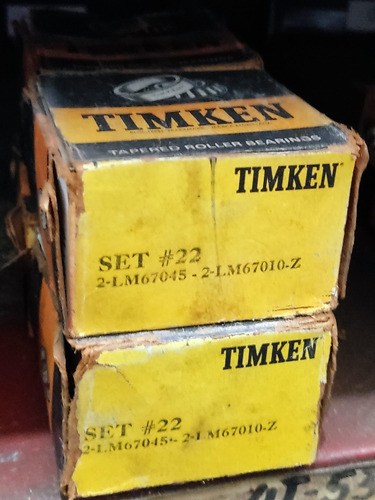 TIMKEN
TAPERED ROLLER BEARINGS
TIMKEN
SET #22
2-LM67045 - 2-LM67010-Z
TIMKEN
SET #22
2-LM67045 - 2-LM67010-Z